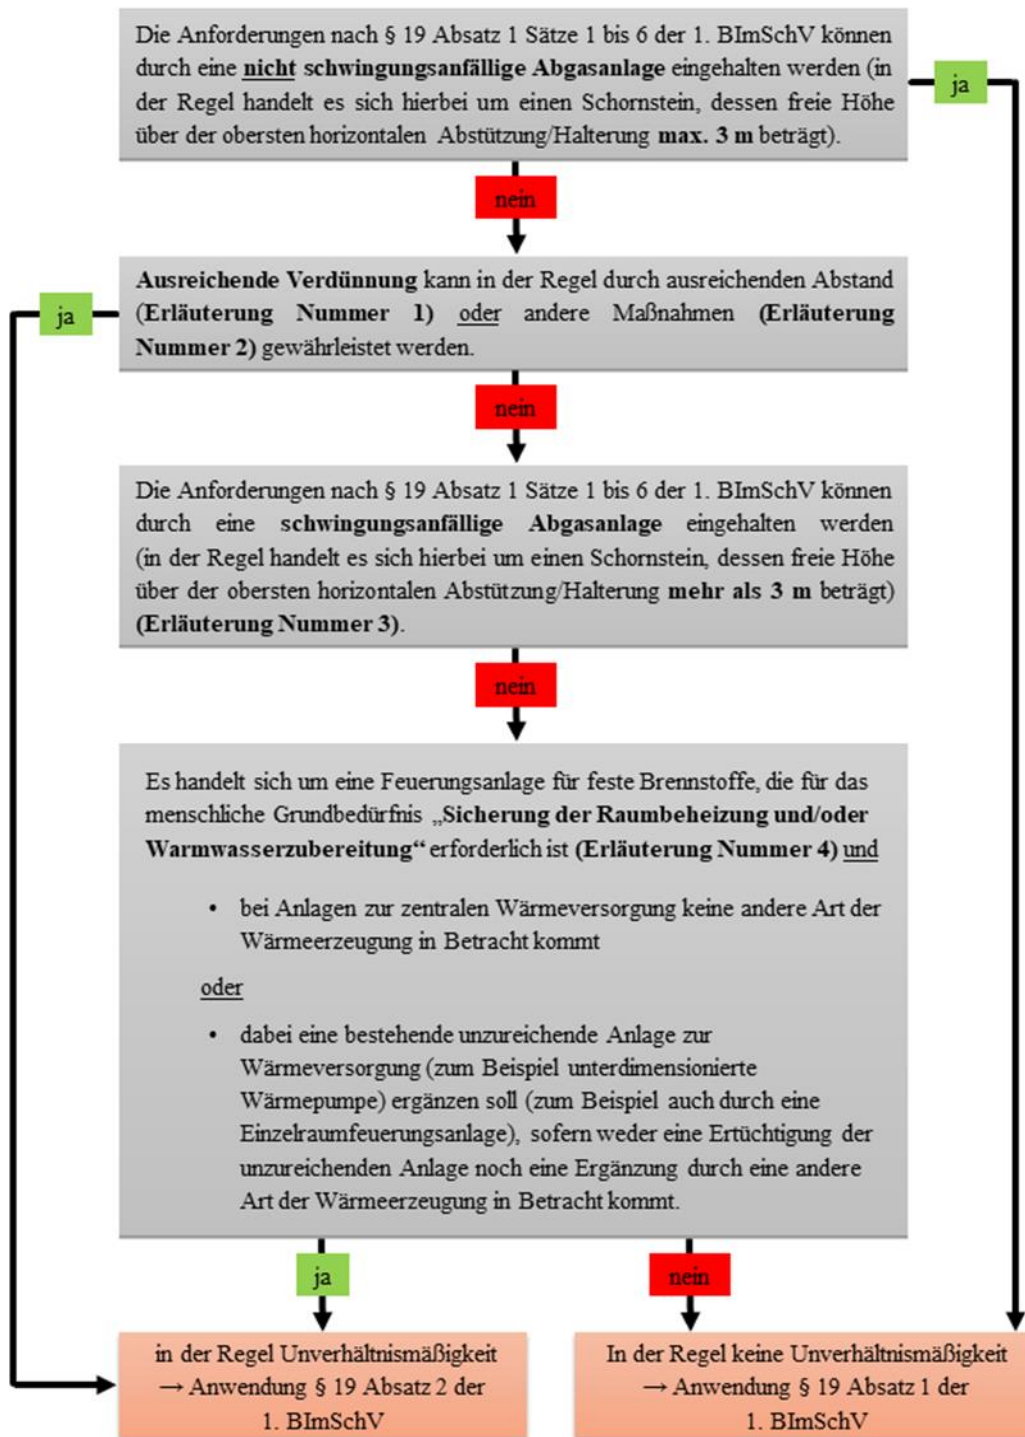 Die Anforderungen nach § 19 Absatz 1 Sätze 1 bis 6 der 1. BImSchV können
durch eine nicht schwingungsanfällige Abgasanlage eingehalten werden (in
der Regel handelt es sich hierbei um einen Schornstein, dessen freie Höhe
über der obersten horizontalen Abstützung/Halterung max. 3 m beträgt).
ja
nein
Ausreichende Verdünnung kann in der Regel durch ausreichenden Abstand
(Erläuterung Nummer 1) oder andere Maßnahmen (Erläuterung
Nummer 2) gewährleistet werden.
ja
nein
Die Anforderungen nach § 19 Absatz 1 Sätze 1 bis 6 der 1. BImSchV können
durch eine schwingungsanfällige Abgasanlage eingehalten werden
(in der Regel handelt es sich hierbei um einen Schornstein, dessen freie Höhe
über der obersten horizontalen Abstützung/Halterung mehr als 3 m beträgt)
(Erläuterung Nummer 3).
nein
Es handelt sich um eine Feuerungsanlage für feste Brennstoffe, die für das
menschliche Grundbedürfnis „Sicherung der Raumbeheizung und/oder
Warmwasserzubereitung“ erforderlich ist (Erläuterung Nummer 4) und
• bei Anlagen zur zentralen Wärmeversorgung keine andere Art der
Wärmeerzeugung in Betracht kommt
oder
• dabei eine bestehende unzureichende Anlage zur
Wärmeversorgung (zum Beispiel unterdimensionierte
Wärmepumpe) ergänzen soll (zum Beispiel auch durch eine
Einzelraumfeuerungsanlage), sofern weder eine Ertüchtigung der
unzureichenden Anlage noch eine Ergänzung durch eine andere
Art der Wärmeerzeugung in Betracht kommt.
ja
nein
in der Regel Unverhältnismäßigkeit
→ Anwendung § 19 Absatz 2 der
1. BImSchV
In der Regel keine Unverhältnismäßigkeit
→ Anwendung § 19 Absatz 1 der
1. BImSchV